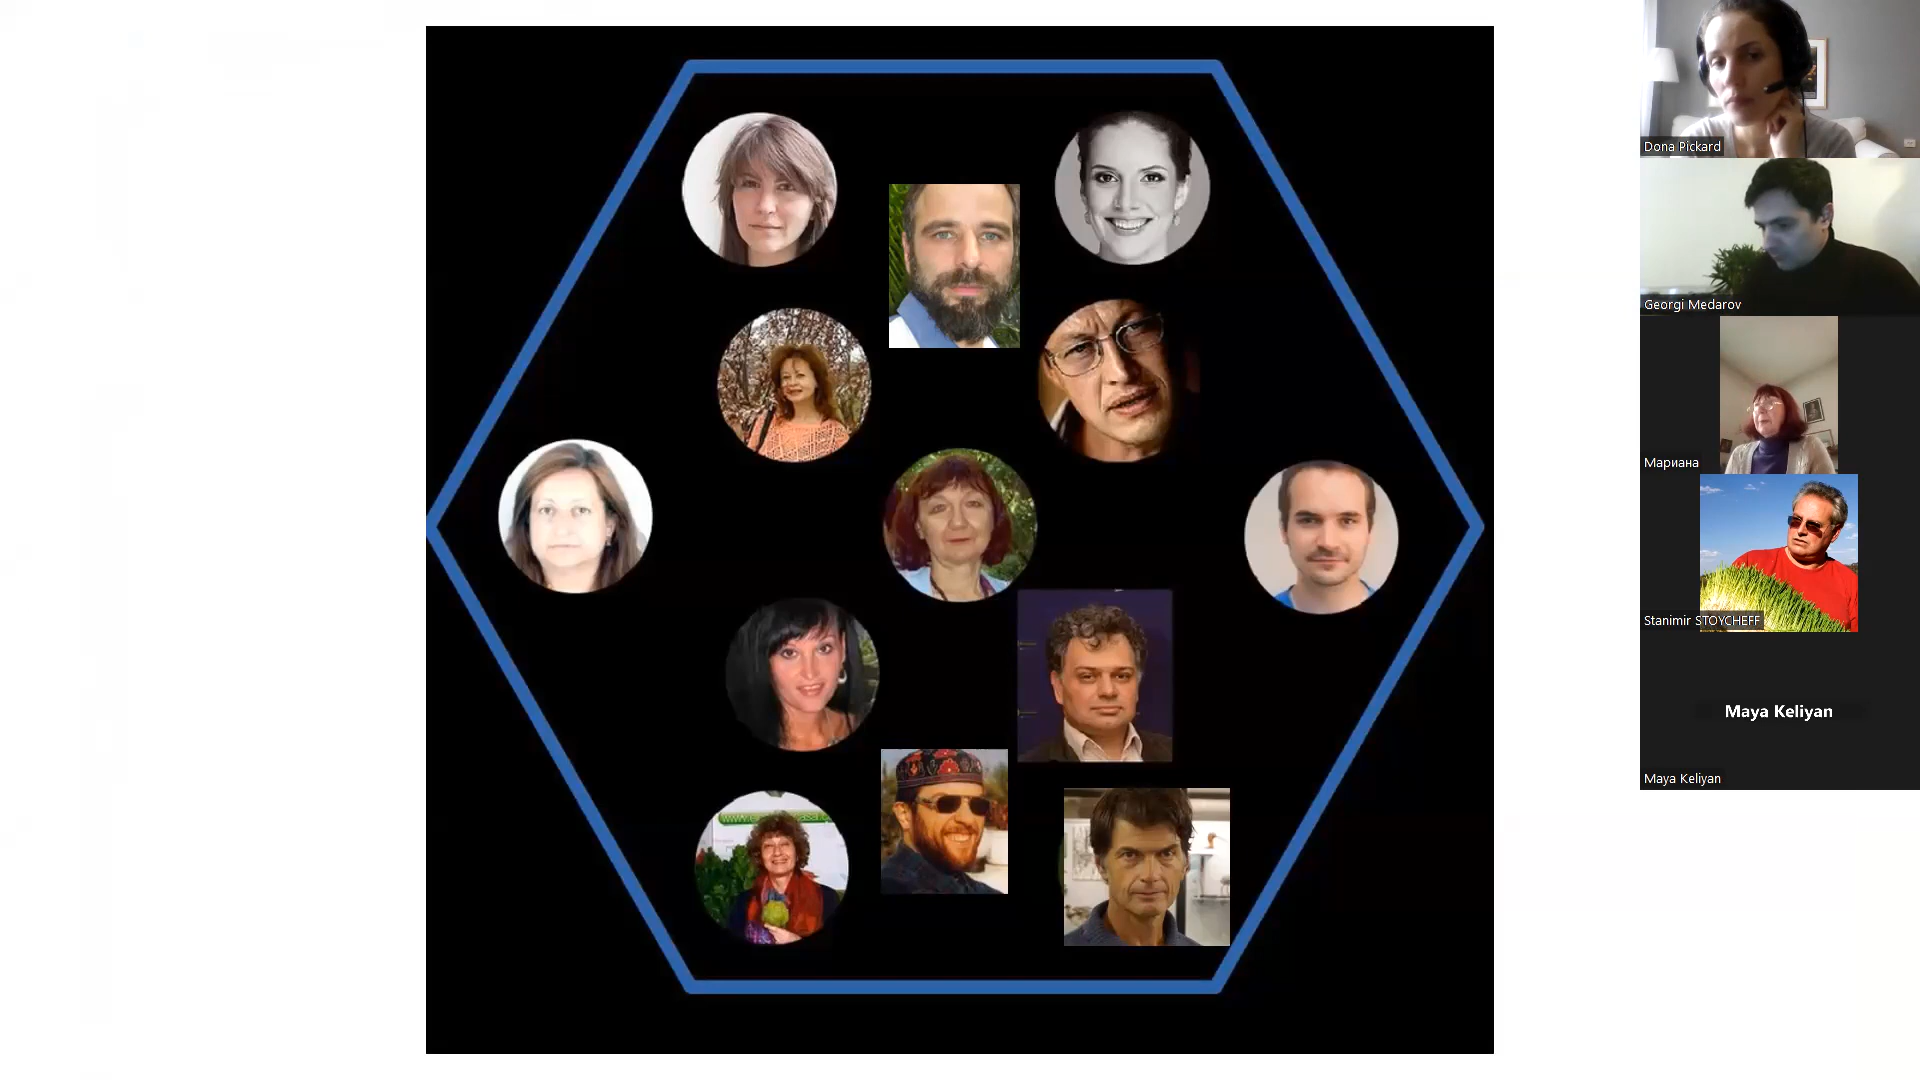 Dona Pickard
Georgi Medarov
Мариана
Stanimir STOYCHEFF
Maya Keliyan
Maya Keliyan